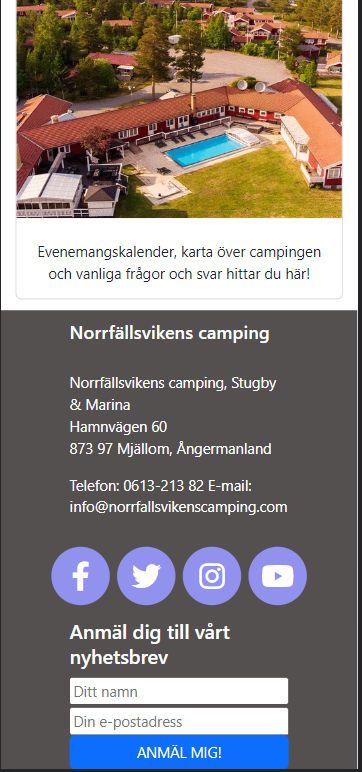 Evenemangskalender, karta över campingen
och vanliga frågor och svar hittar du här!
Norrfällsvikens camping
Norrfällsvikens camping, Stugby
& Marina
Hamnvägen 60
873 97 Mjällom, Ångermanland
Telefon: 0613-213 82 E-mail:
info@norrfallsvikenscamping.com
Anmäl dig till vårt
nyhetsbrev
Ditt namn
Din e-postadress
ANMÄL MIG!